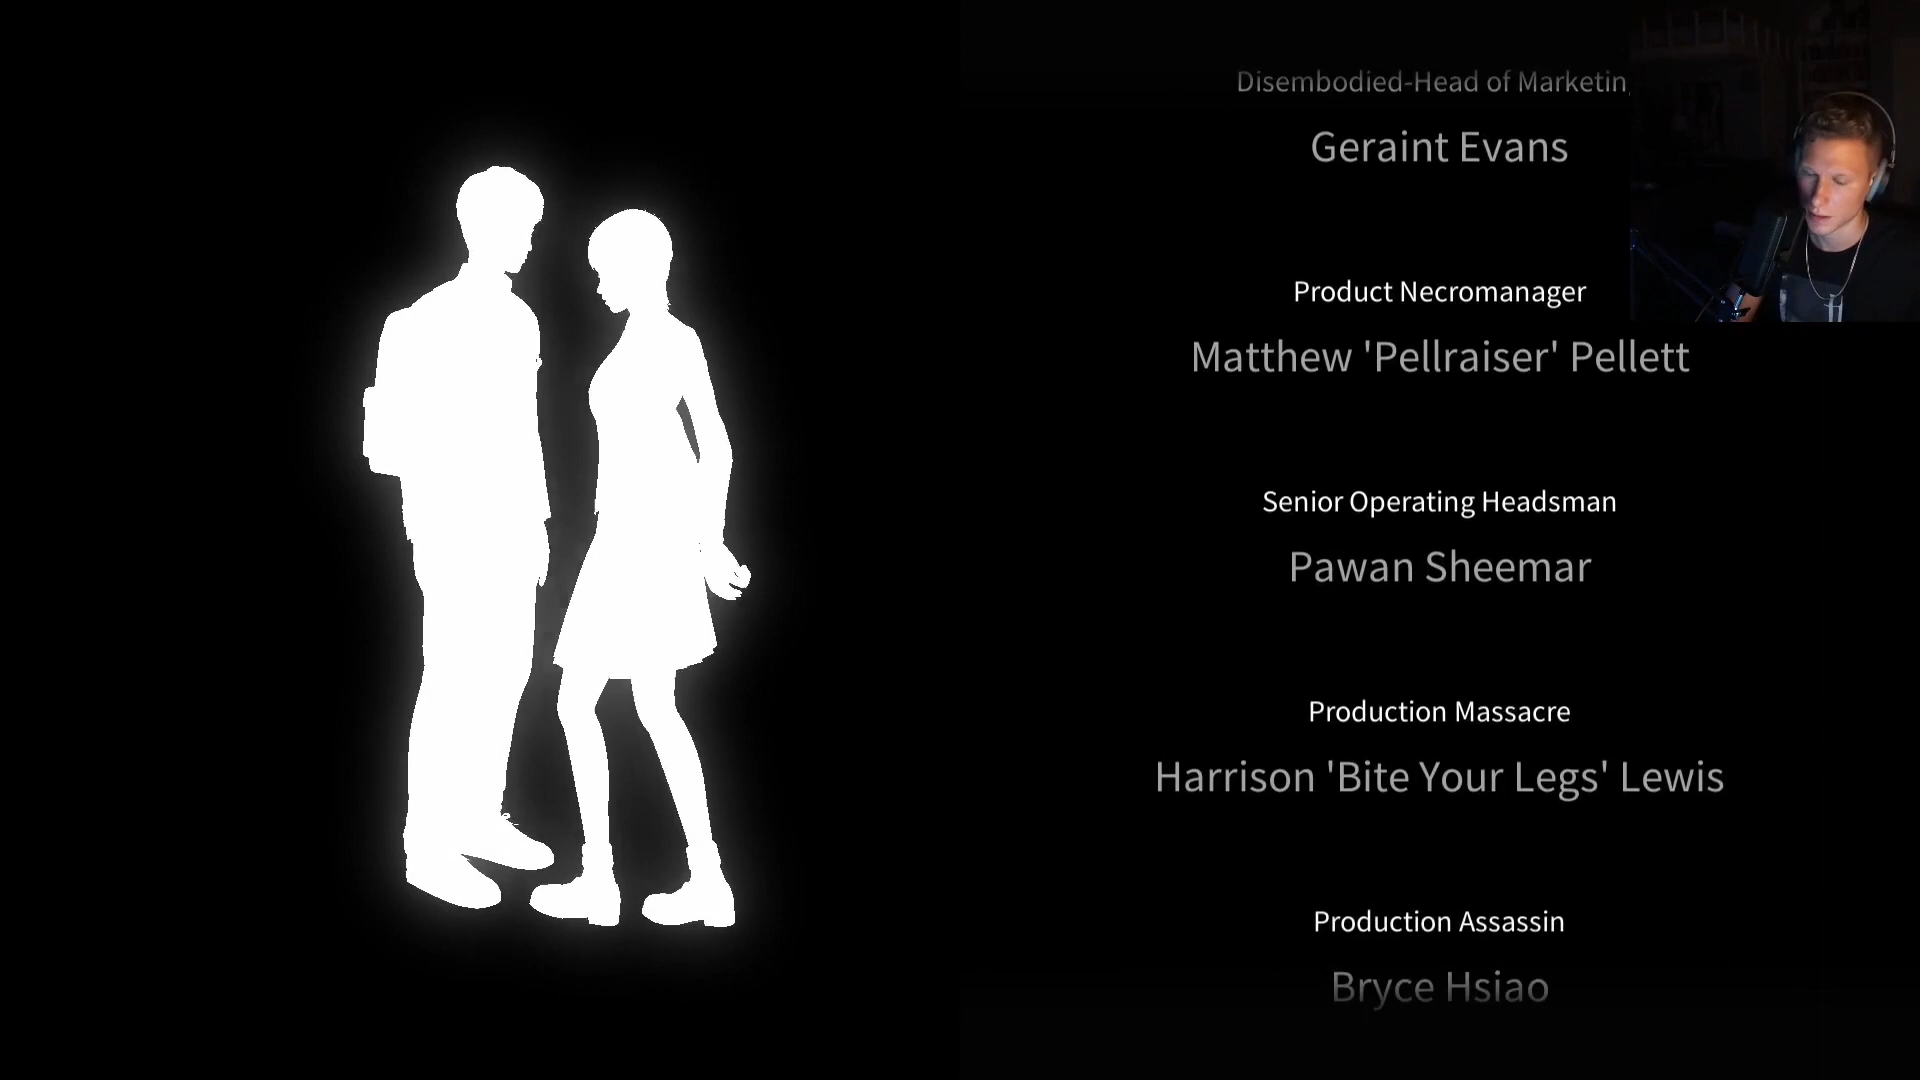 Disembodied-Head of Marketin
Geraint Evans
Product Necromanager
Matthew 'Pellraiser' Pellett
Senior Operating Headsman
Pawan Sheemar
Production Massacre
Harrison 'Bite Your Legs' Lewis
Production Assassin
Bryce Hsiao